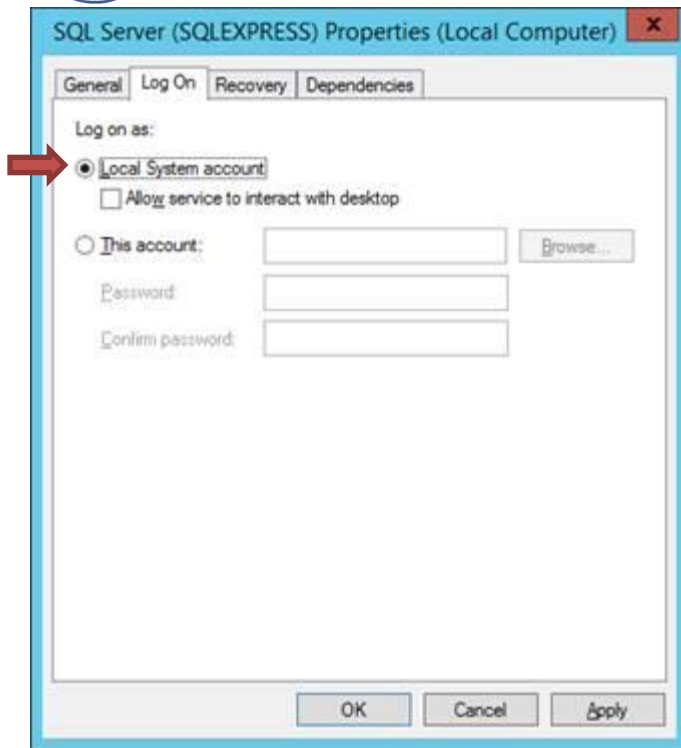 SQL Server (SQLEXPRESS) Properties (Local Computer) x
General Log On Recovery Dependencies
Log on as:
Local System account
Allow service to interact with desktop
This account: Browse...
Password:
Confirm password:
OK Cancel Apply